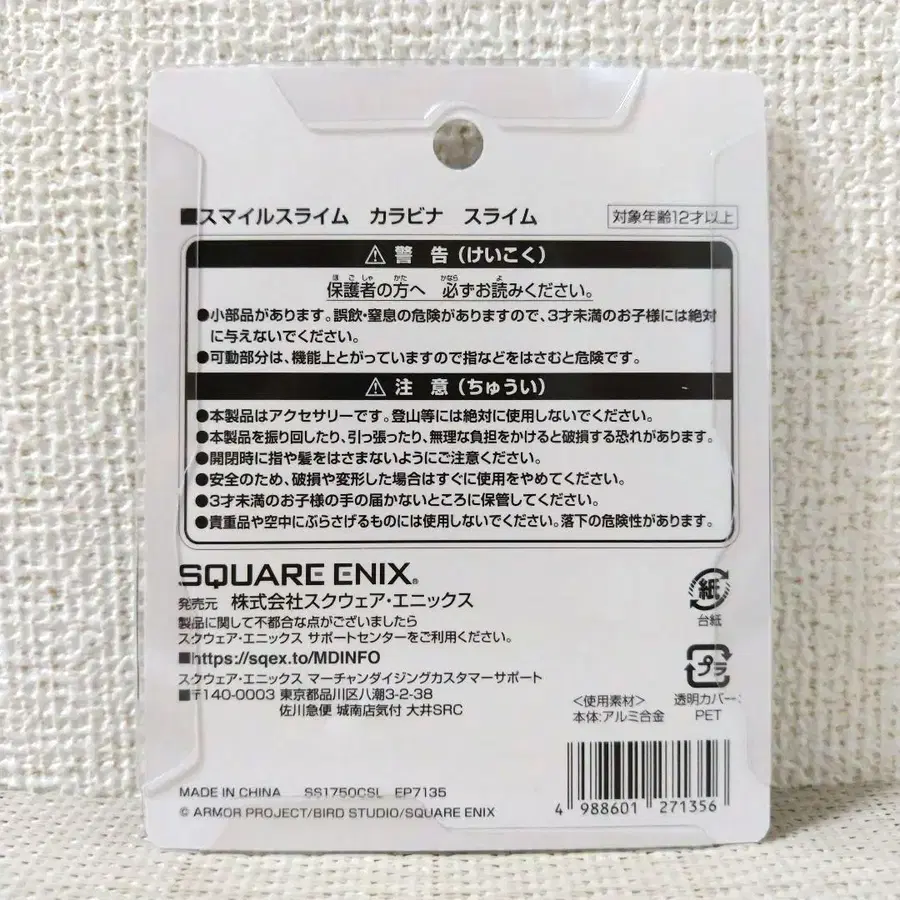 ■スマイルスライム　カラビナ　スライム
対象年齢12才以上
⚠ 警 告 (けいこく)
保護者の方へ 必ずお読みください。
●小部品があります。誤飲・窒息の危険がありますので、3才未満のお子様には絶対
に与えないでください。
●可動部分は、機能上とがっていますので指などをはさむと危険です。
⚠ 注 意 (ちゅうい)
●本製品はアクセサリーです。登山等には絶対に使用しないでください。
●本製品を振り回したり、引っ張ったり、無理な負担をかけると破損する恐れがあります。
●開閉時に指や髪をはさまないようにご注意ください。
●安全のため、破損や変形した場合はすぐに使用をやめてください。
●3才未満のお子様の手の届かないところに保管してください。
●貴重品や空中にぶらさげるものには使用しないでください。落下の危険性があります。
SQUARE ENIX®
発売元 株式会社スクウェア・エニックス
製品に関して不都合な点がございましたら
スクウェア・エニックス サポートセンターをご利用ください。
■https://sqex.to/MDINFO
スクウェア・エニックス マーチャンダイジングカスタマーサポート
■〒140-0003 東京都品川区八潮3-2-38
佐川急便 城南店気付 大井SRC
紙
台紙
プラ
透明カバー:
PET
<使用素材>
本体:アルミ合金
MADE IN CHINA SS1750CSL EP7135
© ARMOR PROJECT/BIRD STUDIO/SQUARE ENIX
4 988601 271356